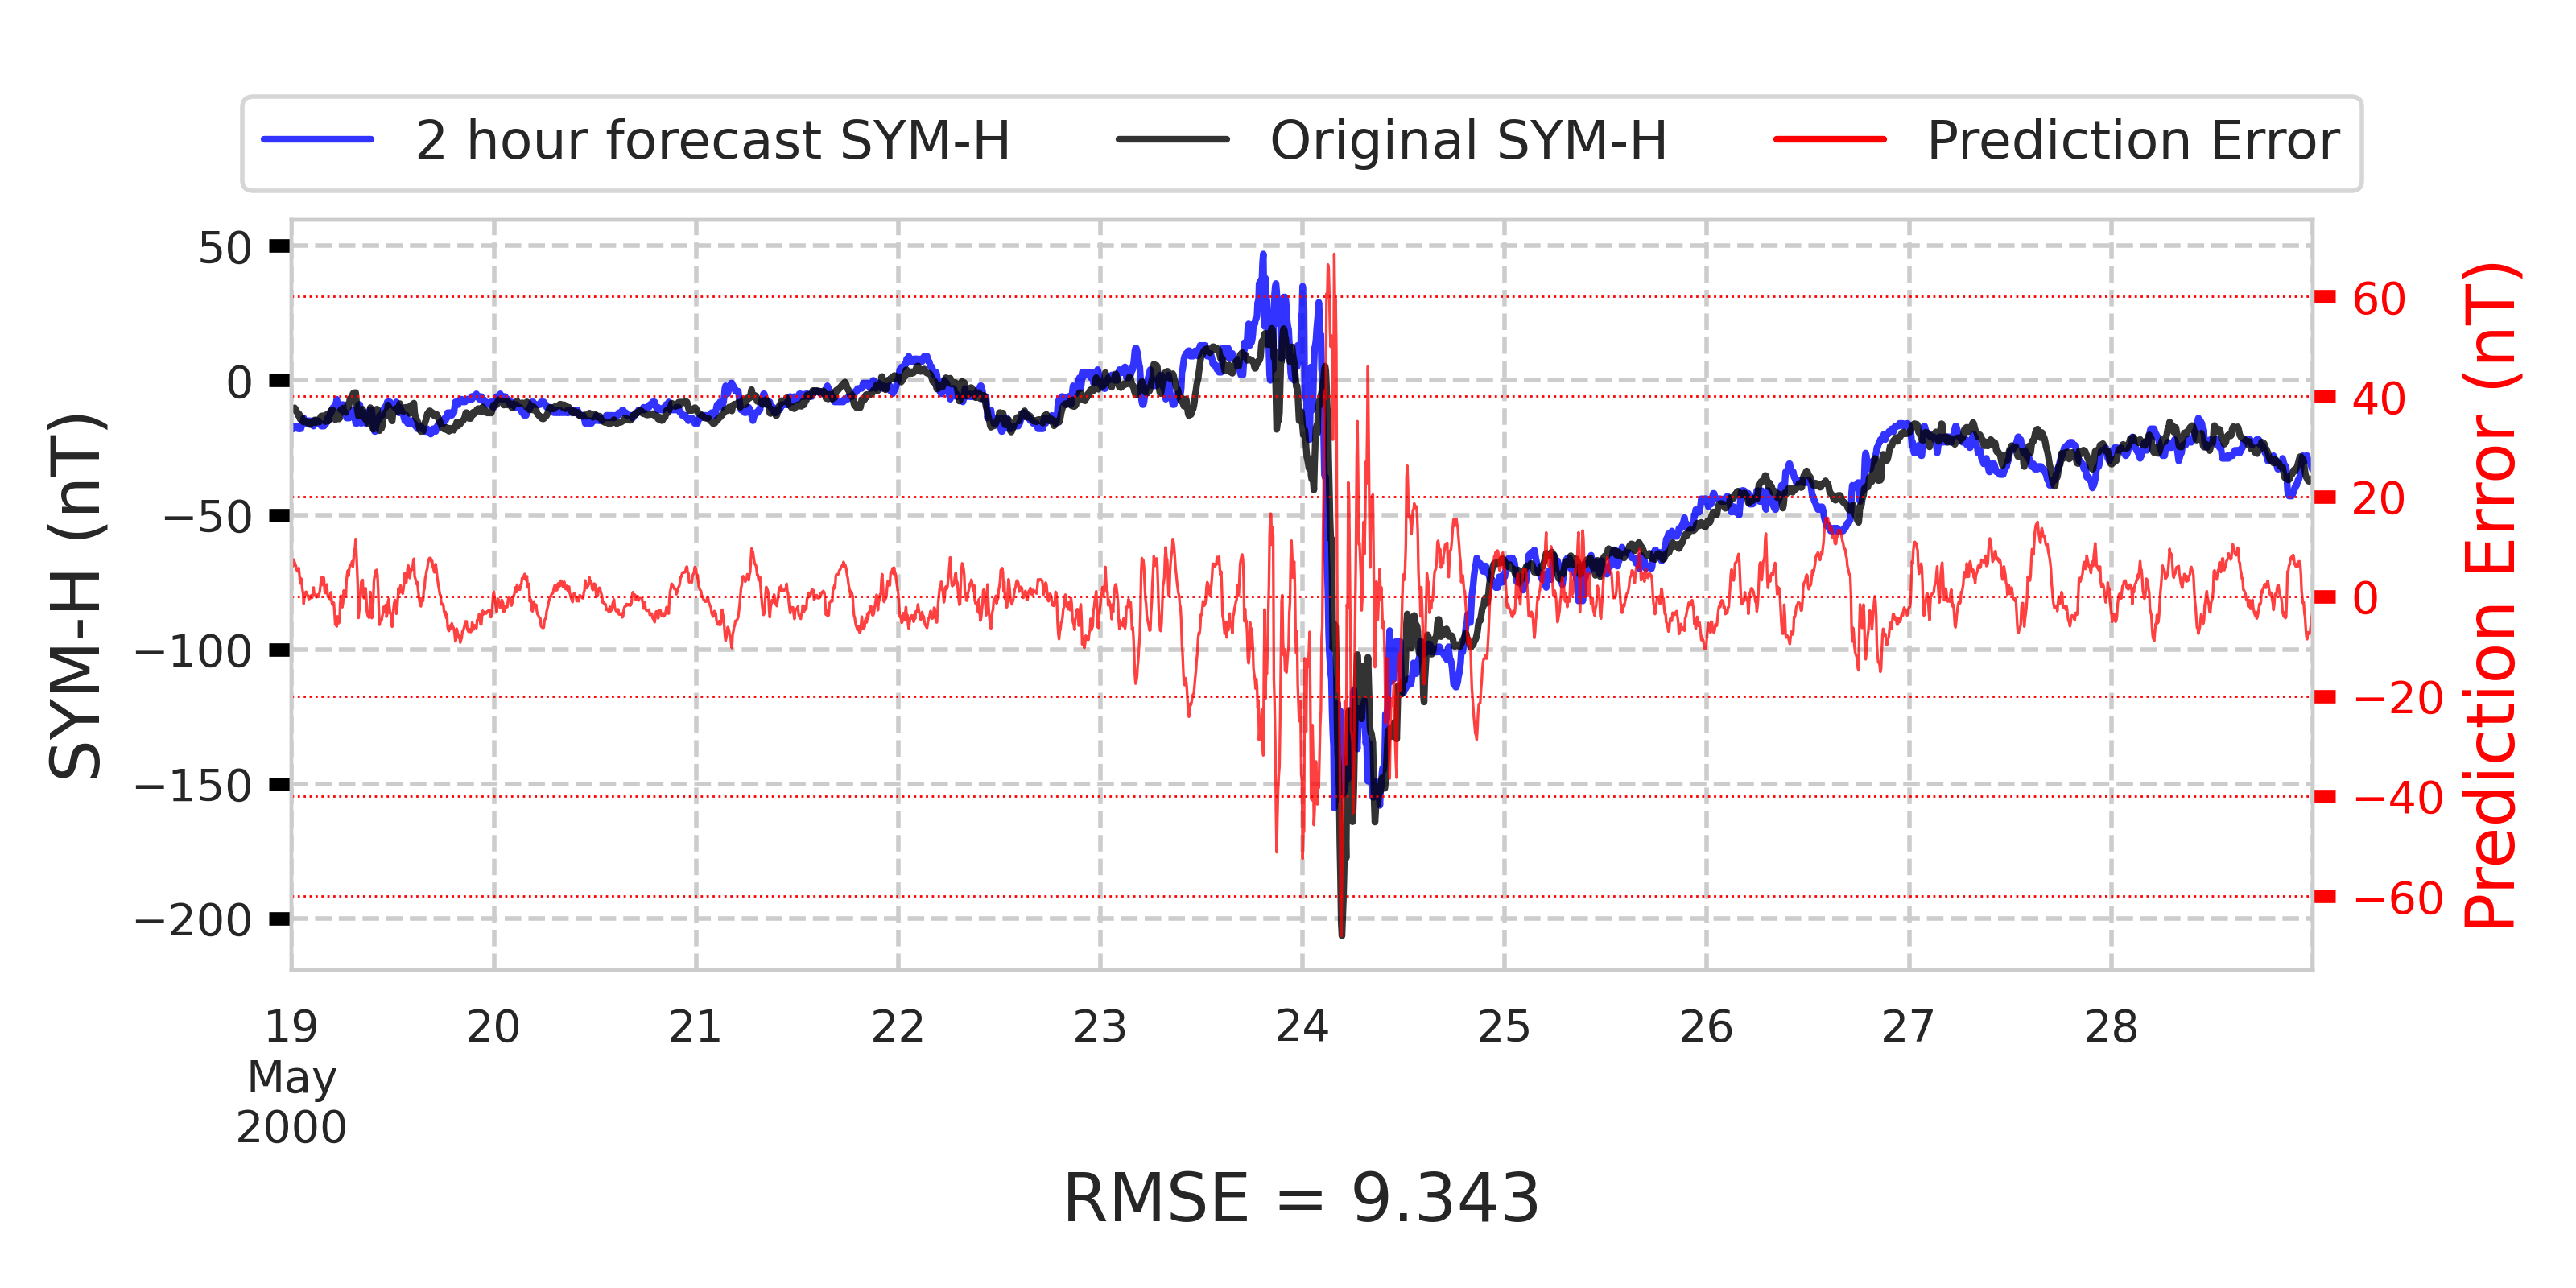 2 hour forecast SYM-H Original SYM-H Prediction Error
SYM-H (nT)
50
0
−50
−100
−150
−200
60
40
20
0
−20
−40
−60
Prediction Error (nT)
19 20 21 22 23 24 25 26 27 28
May
2000
RMSE = 9.343